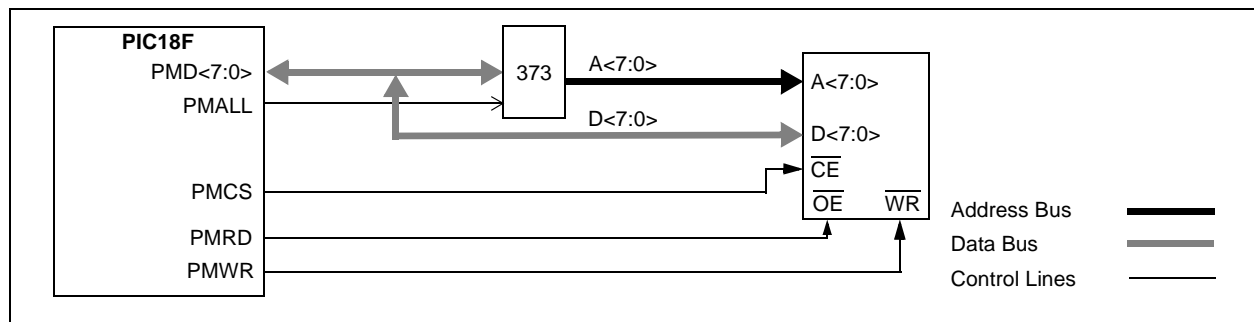 PIC18F
PMD<7:0>
PMALL
PMCS
PMRD
PMWR
373
A<7:0>
D<7:0>
A<7:0>
D<7:0>
CE
OE WR
Address Bus
Data Bus
Control Lines